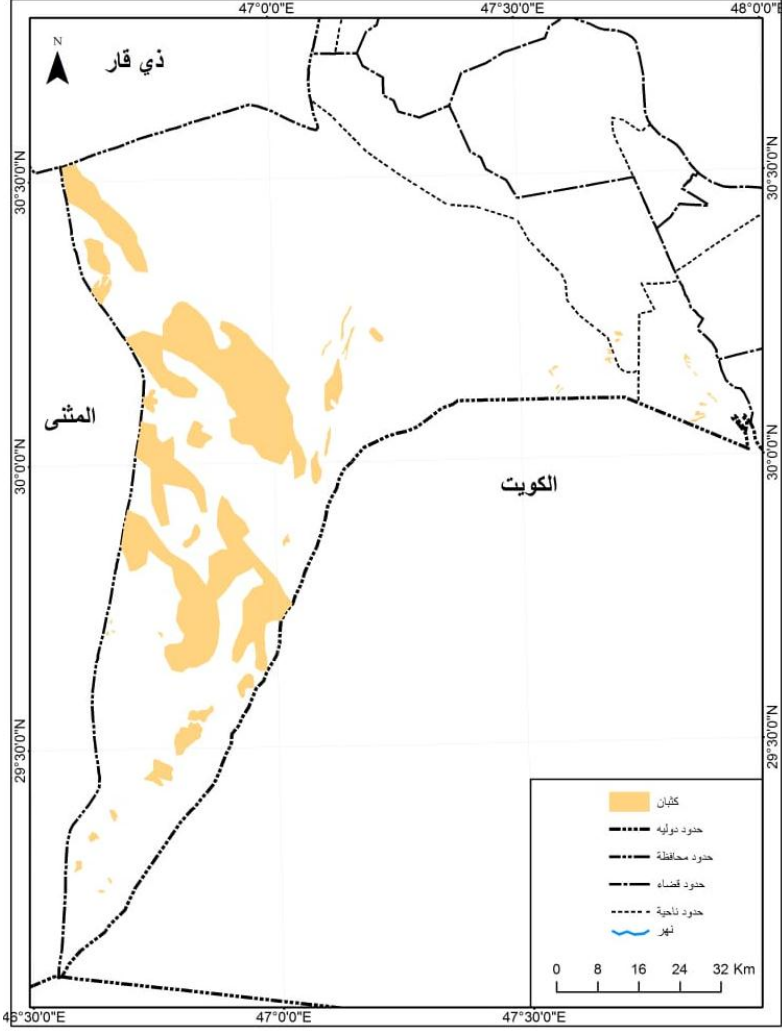 47°0'0"E
47°30'0"E
48°0'0"E
N
ذي قار
30°30'0"N
30°30'0"N
المثنى
30°0'0"N
30°0'0"N
الكويت
29°30'0"N
29°30'0"N
كثبان
حدود دوليه
حدود محافظة
حدود قضاء
حدود ناحية
نهر
0 8 16 24 32 Km
46°30'0"E
47°0'0"E
47°30'0"E